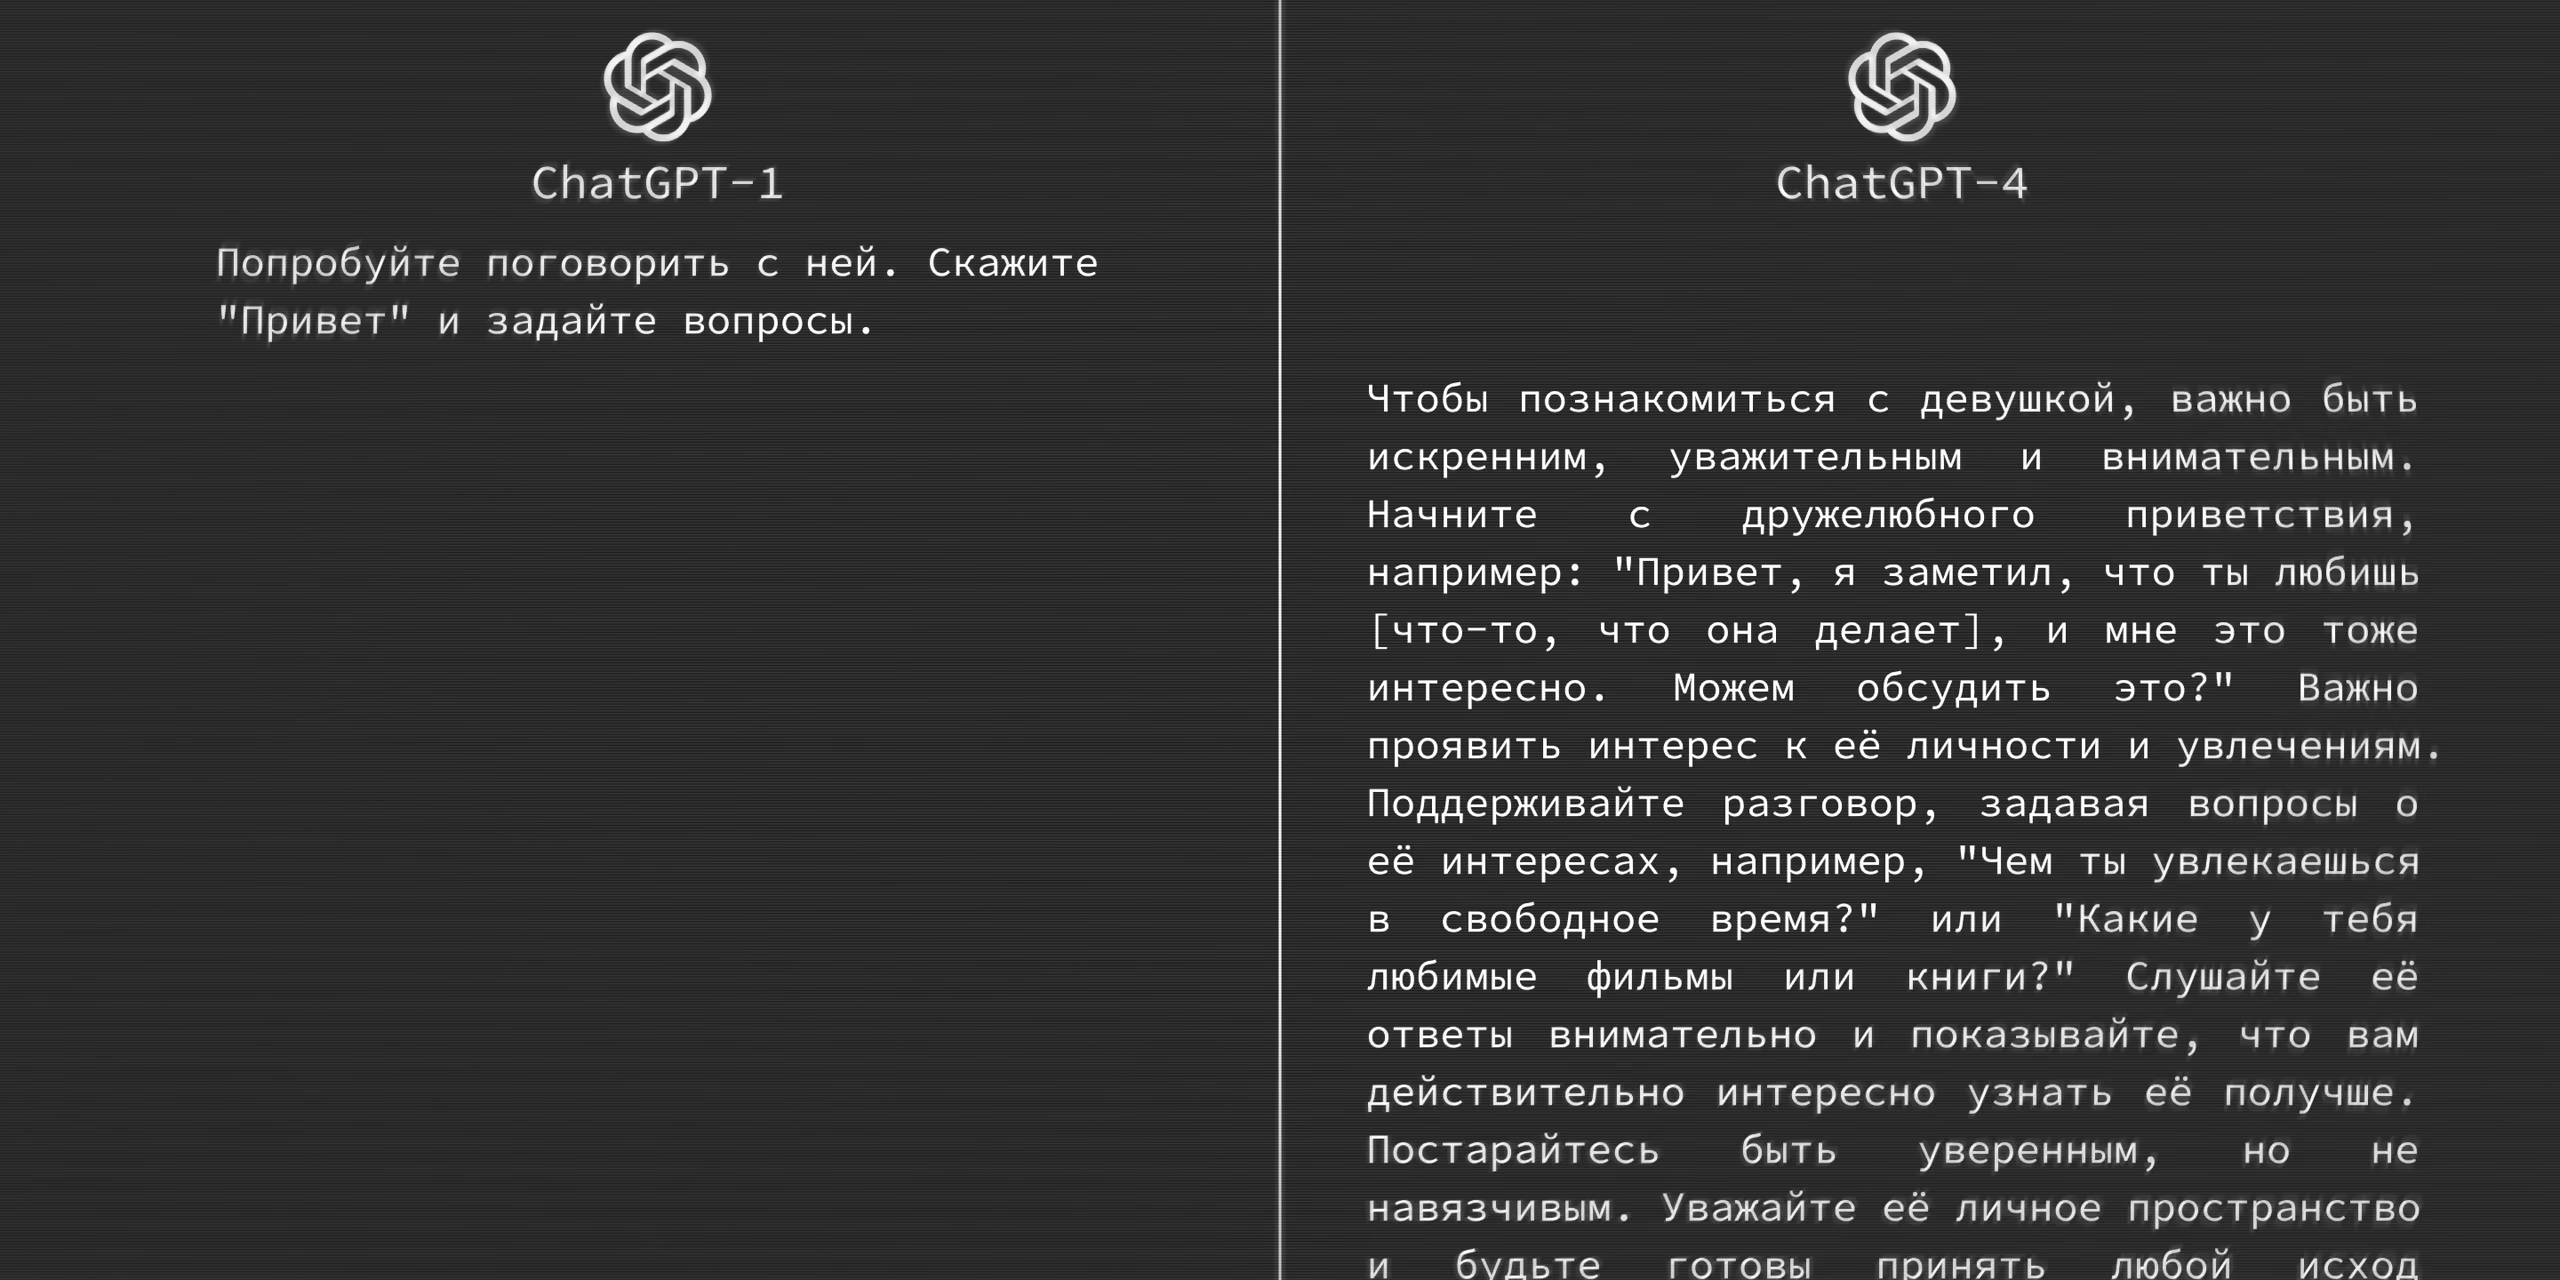 ChatGPT-1
Попробуйте поговорить с ней. Скажите
"Привет" и задайте вопросы.
ChatGPT-4
Чтобы познакомиться с девушкой, важно быть
искренним, уважительным и внимательным.
Начните с дружелюбного приветствия,
например: "Привет, я заметил, что ты любишь
[что-то, что она делает], и мне это тоже
интересно. Можем обсудить это?" Важно
проявить интерес к её личности и увлечениям.
Поддерживайте разговор, задавая вопросы о
её интересах, например, "Чем ты увлекаешься
в свободное время?" или "Какие у тебя
любимые фильмы или книги?" Слушайте её
ответы внимательно и показывайте, что вам
действительно интересно узнать её получше.
Постарайтесь быть уверенным, но не
навязчивым. Уважайте её личное пространство
и будьте готовы принять любой исход